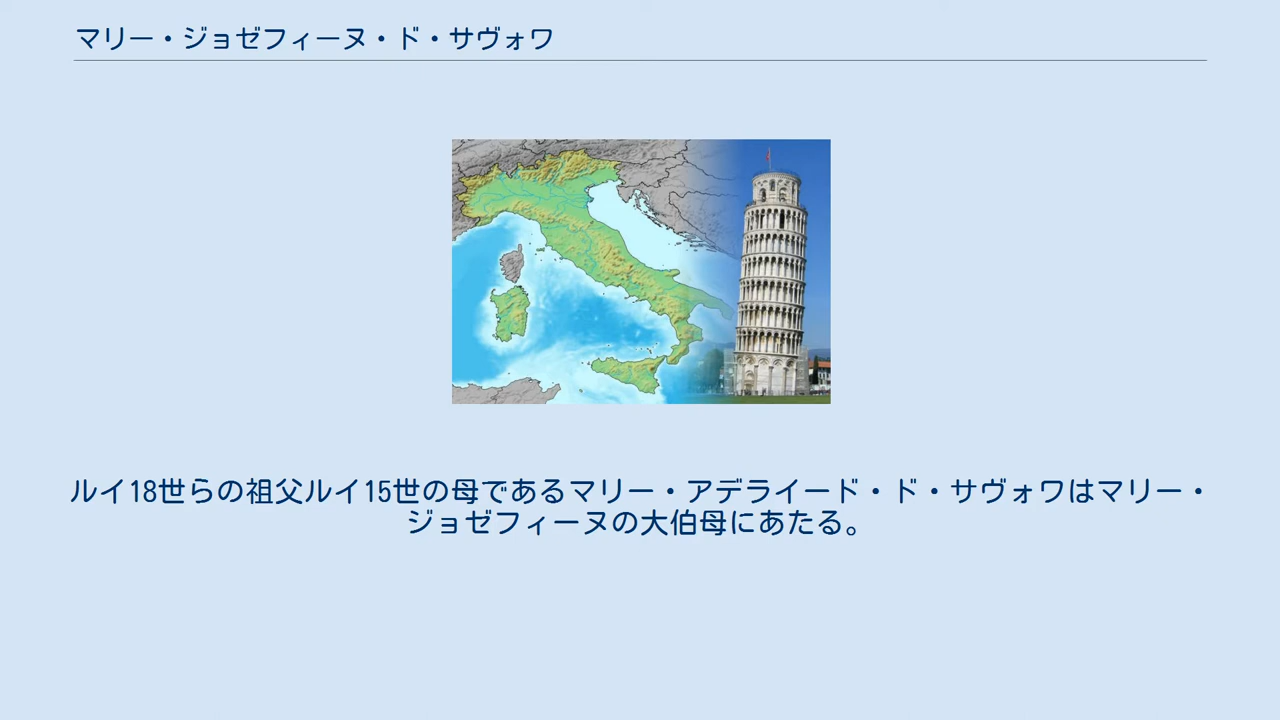 マリー・ジョゼフィーヌ・ド・サヴォワ
ルイ18世らの祖父ルイ15世の母であるマリー・アデライード・ド・サヴォワはマリー・
ジョゼフィーヌの大伯母にあたる。